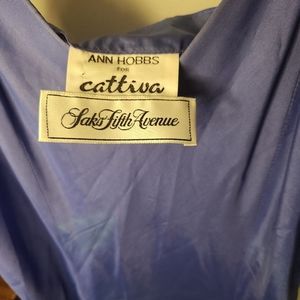 ANN HOBBS
FOR
cattiva
Saks Fifth Avenue